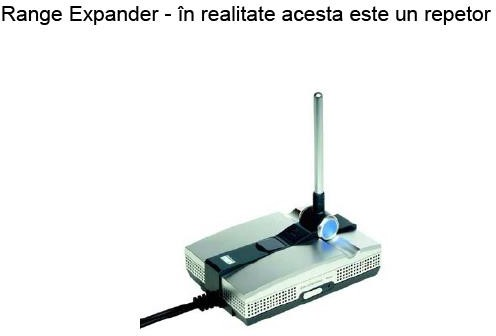 Range Expander - în realitate acesta este un repetor